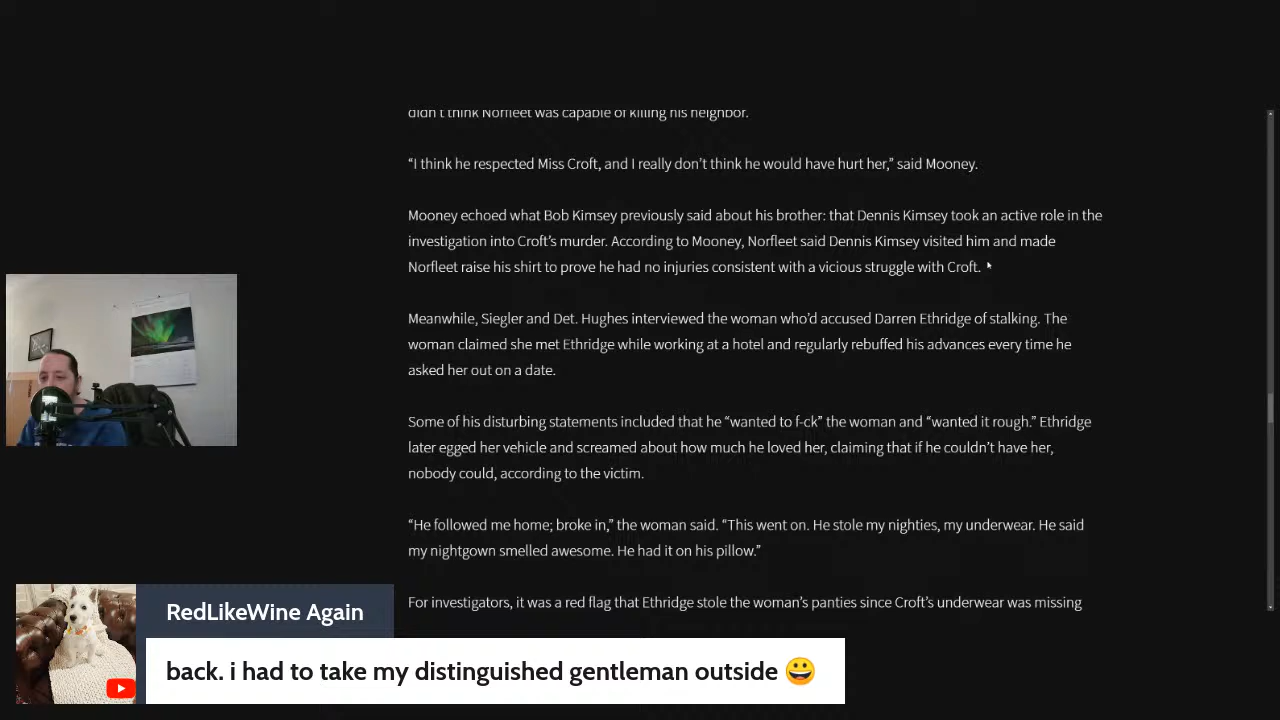 didn't think Norfleet was capable of killing his neighbor.
“I think he respected Miss Croft, and I really don’t think he would have hurt her,” said Mooney.
Mooney echoed what Bob Kimsey previously said about his brother: that Dennis Kimsey took an active role in the
investigation into Croft’s murder. According to Mooney, Norfleet said Dennis Kimsey visited him and made
Norfleet raise his shirt to prove he had no injuries consistent with a vicious struggle with Croft.
Meanwhile, Siegler and Det. Hughes interviewed the woman who’d accused Darren Ethridge of stalking. The
woman claimed she met Ethridge while working at a hotel and regularly rebuffed his advances every time he
asked her out on a date.
Some of his disturbing statements included that he “wanted to f-ck” the woman and “wanted it rough.” Ethridge
later egged her vehicle and screamed about how much he loved her, claiming that if he couldn’t have her,
nobody could, according to the victim.
“He followed me home; broke in,” the woman said. “This went on. He stole my nighties, my underwear. He said
my nightgown smelled awesome. He had it on his pillow.”
For investigators, it was a red flag that Ethridge stole the woman’s panties since Croft’s underwear was missing
RedLikeWine Again
back. i had to take my distinguished gentleman outside 😀